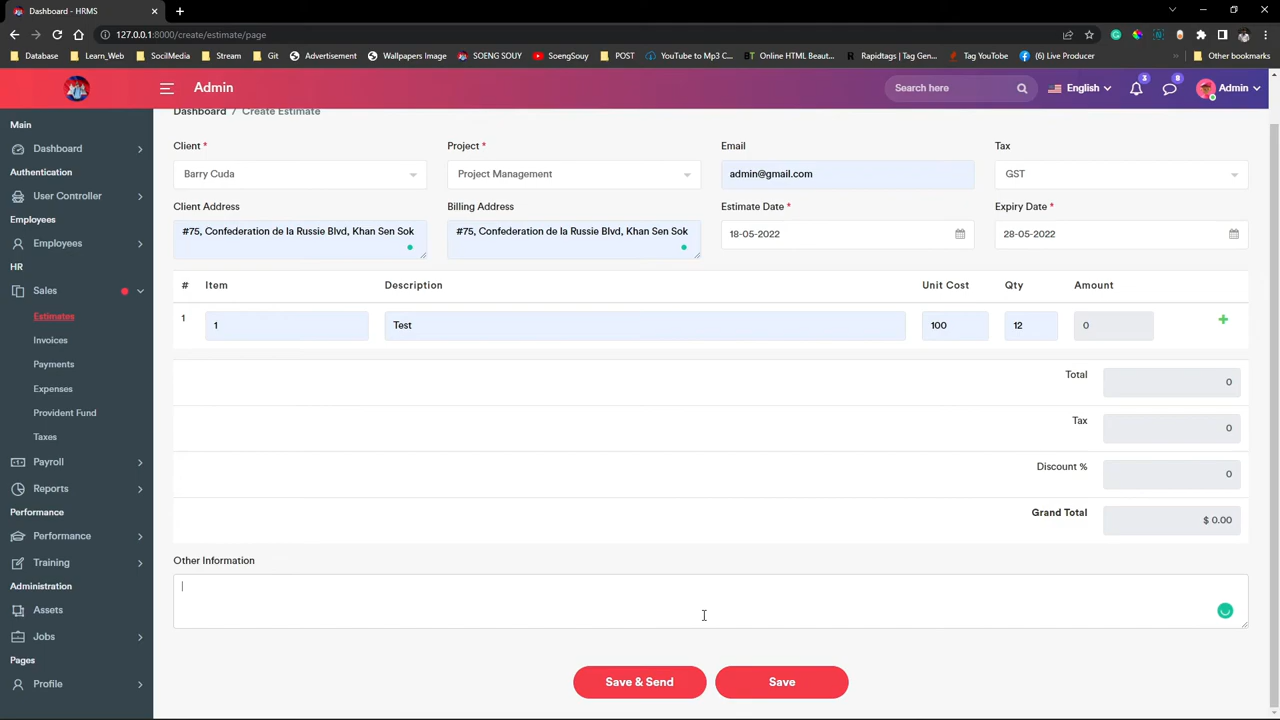 Dashboard - HRMS
127.0.0.1:8000/create/estimate/page
Database Learn_Web SocilMedia Stream Git Advertisement Wallpapers Image SOENG SOUY SoengSouy POST YouTube to Mp3 C... Online HTML Beaut... Rapidtags | Tag Gen... Tag YouTube (8) Live Producer Other bookmarks
Admin
Search here
English
3
8
Admin
Main
Dashboard
Authentication
User Controller
Employees
Employees
HR
Sales
Estimates
Invoices
Payments
Expenses
Provident Fund
Taxes
Payroll
Reports
Performance
Performance
Training
Administration
Assets
Jobs
Pages
Profile
Dashboard / Create Estimate
Client * Project * Email Tax
Barry Cuda Project Management admin@gmail.com GST
Client Address Billing Address Estimate Date * Expiry Date *
#75, Confederation de la Russie Blvd, Khan Sen Sok #75, Confederation de la Russie Blvd, Khan Sen Sok 18-05-2022 28-05-2022
# Item Description Unit Cost Qty Amount
1 1 Test 100 12 0
Total 0
Tax 0
Discount % 0
Grand Total $ 0.00
Other Information
Save & Send Save